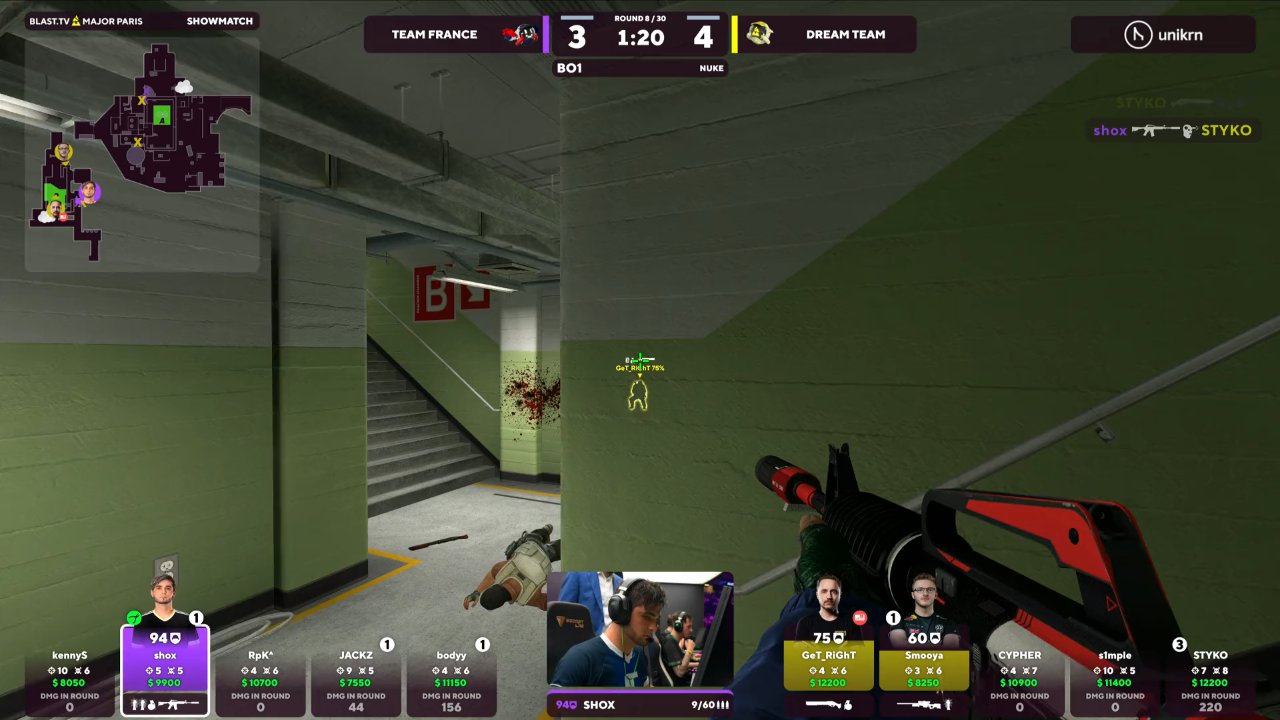 BLAST.TV MAJOR PARIS SHOWMATCH
TEAM FRANCE 3 ROUND 8 / 30 1:20 4 DREAM TEAM
BO1 NUKE
unikrn
STYKO
shox STYKO
B
GeT_RiGhT 75%
94 75 60
kennyS shox RpK^ JACKZ 1 bodyy 1 GeT_RiGhT Smooya CYPHER s1mple 3 STYKO
10 6 5 5 4 6 9 5 4 6 4 6 3 6 4 7 10 5 7 8
$ 8050 $ 9900 $ 10700 $ 7550 $ 11150 $ 12200 $ 8250 $ 10900 $ 11400 $ 12200
DMG IN ROUND DMG IN ROUND DMG IN ROUND DMG IN ROUND DMG IN ROUND DMG IN ROUND DMG IN ROUND
0 0 44 156 0 0 220
94 SHOX 9/60